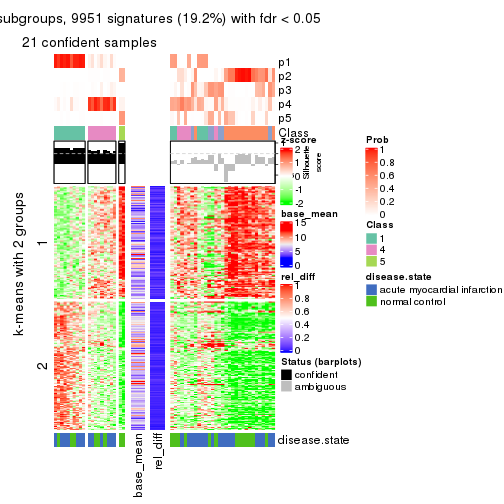 subgroups, 9951 signatures (19.2%) with fdr < 0.05
21 confident samples
p1
p2
p3
p4
p5
Class
z-score
2
1
0
-1
-2
Silhouette
score
base_mean
15
10
5
0
rel_diff
1
0.8
0.6
0.4
0.2
0
Status (barplots)
confident
ambiguous
Prob
1
0.8
0.6
0.4
0.2
0
Class
1
4
5
disease.state
acute myocardial infarction
normal control
k-means with 2 groups
1
2
disease.state
base_mean
rel_diff